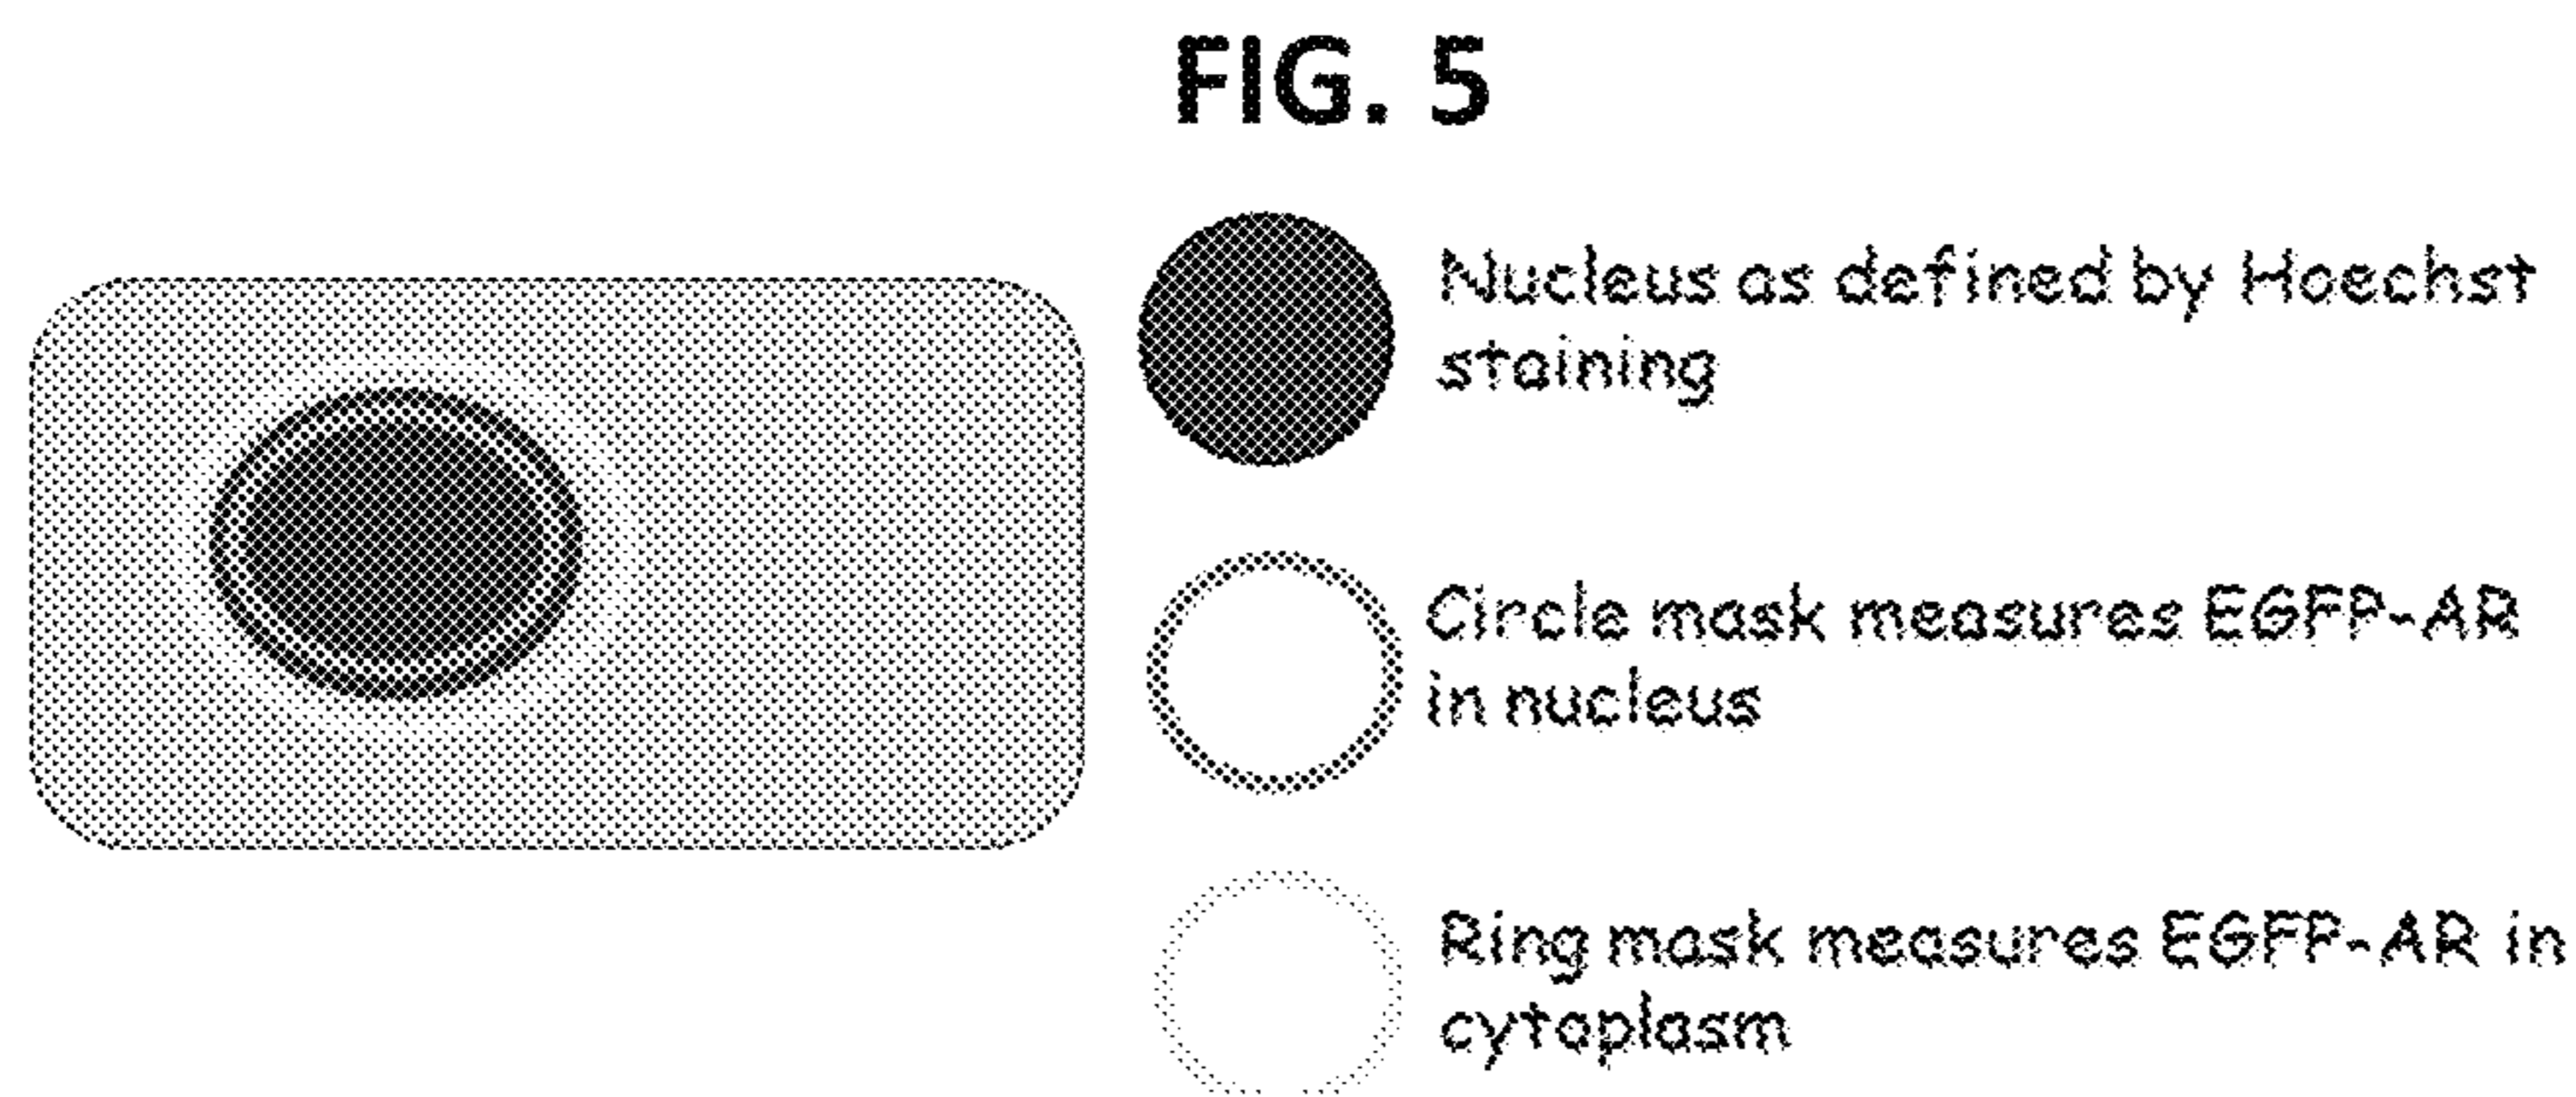 FIG. 5
Nucleus as defined by Hoechst
staining
Circle mask measures EGFP-AR
in nucleus
Ring mask measures EGFP-AR in
cytoplasm